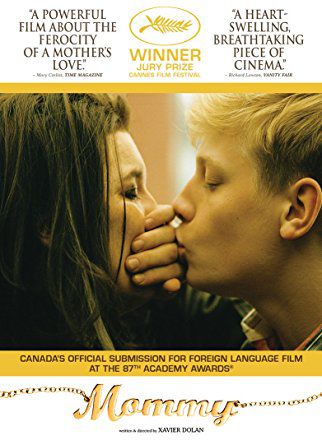 "A POWERFUL
FILM ABOUT THE
FEROCITY
OF A MOTHER'S
LOVE."
– Mary Corliss, TIME MAGAZINE
WINNER
JURY PRIZE
CANNES FILM FESTIVAL
"A HEART-
SWELLING,
BREATHTAKING
PIECE OF
CINEMA."
– Richard Lawson, VANITY FAIR
CANADA'S OFFICIAL SUBMISSION FOR FOREIGN LANGUAGE FILM
AT THE 87TH ACADEMY AWARDS®
Mommy
written & directed by XAVIER DOLAN